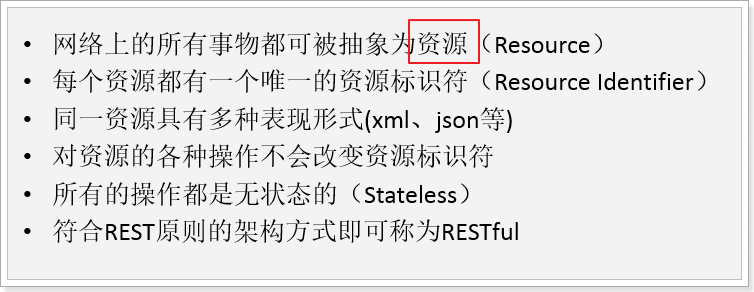 • 网络上的所有事物都可被抽象为资源（Resource）
• 每个资源都有一个唯一的资源标识符（Resource Identifier）
• 同一资源具有多种表现形式(xml、json等)
• 对资源的各种操作不会改变资源标识符
• 所有的操作都是无状态的（Stateless）
• 符合REST原则的架构方式即可称为RESTful